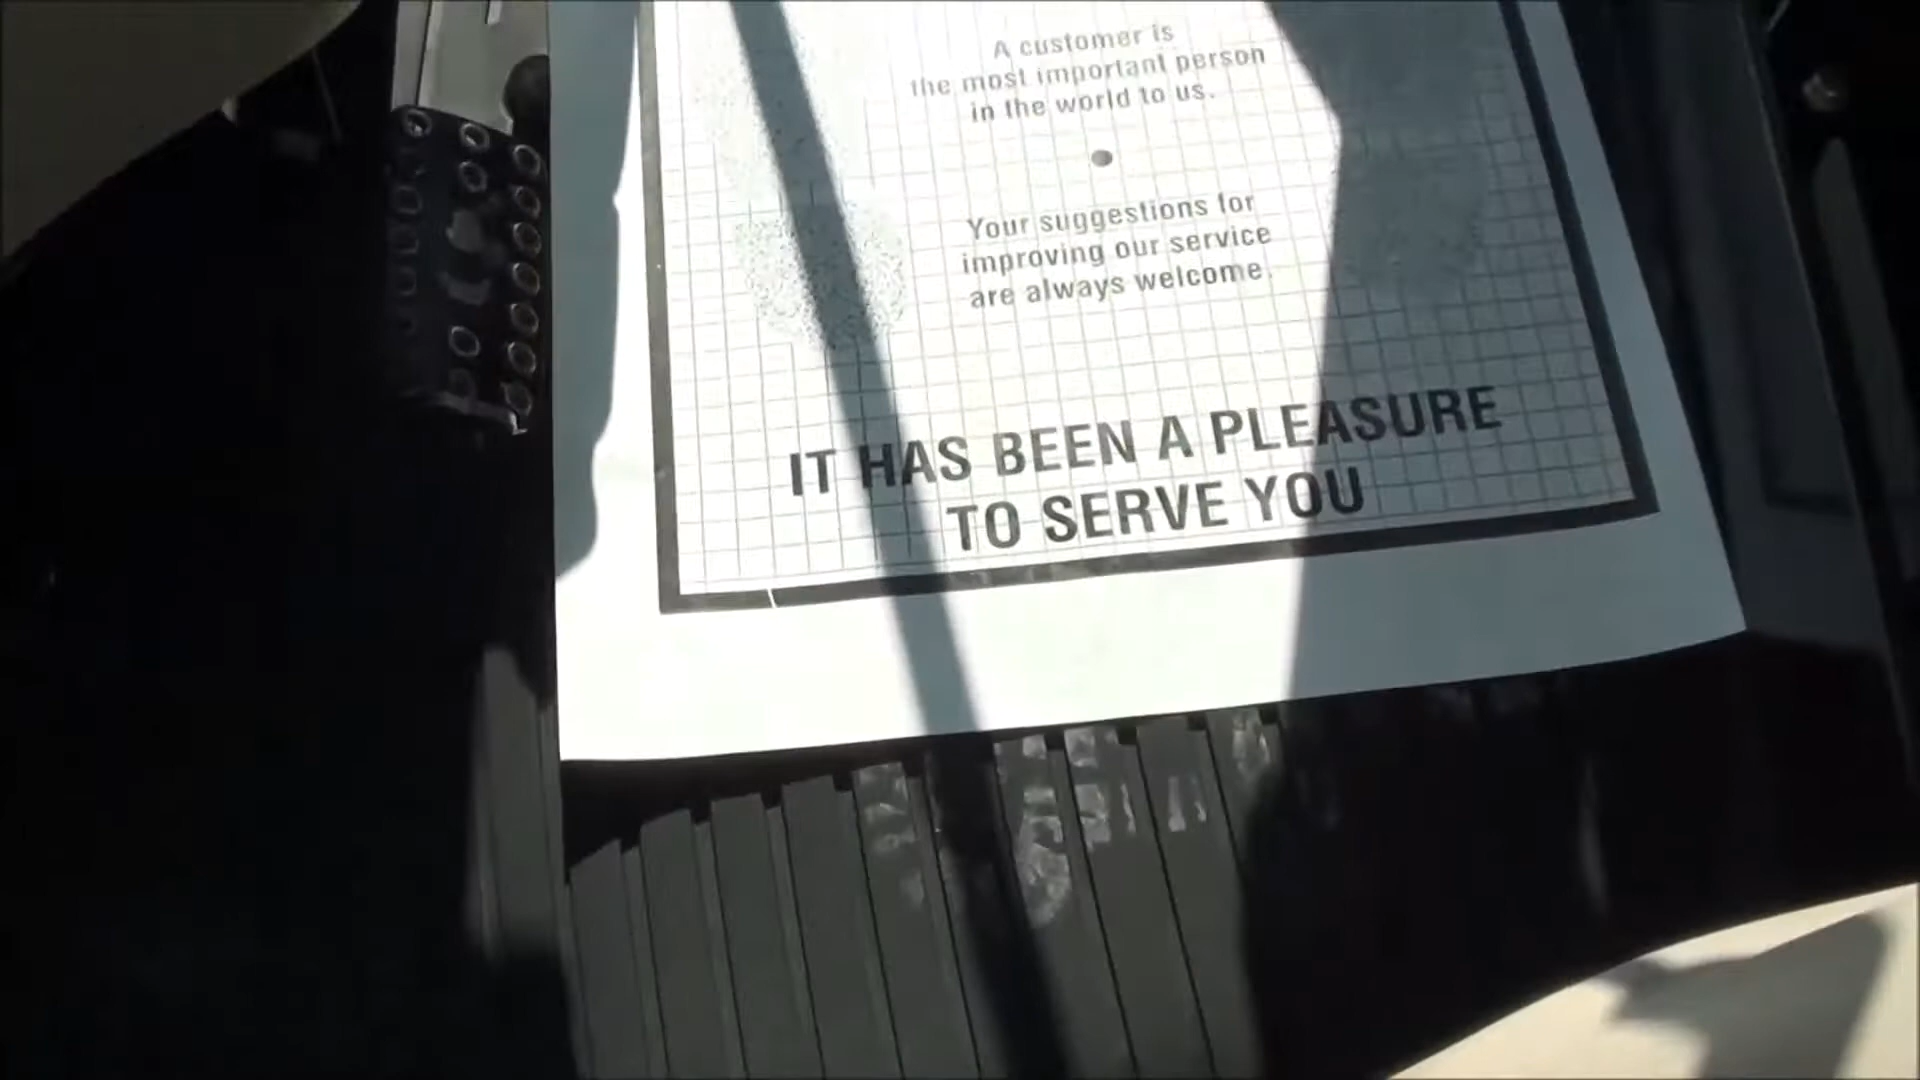 A customer is
the most important person
in the world to us.
Your suggestions for
improving our service
are always welcome.
IT HAS BEEN A PLEASURE
TO SERVE YOU